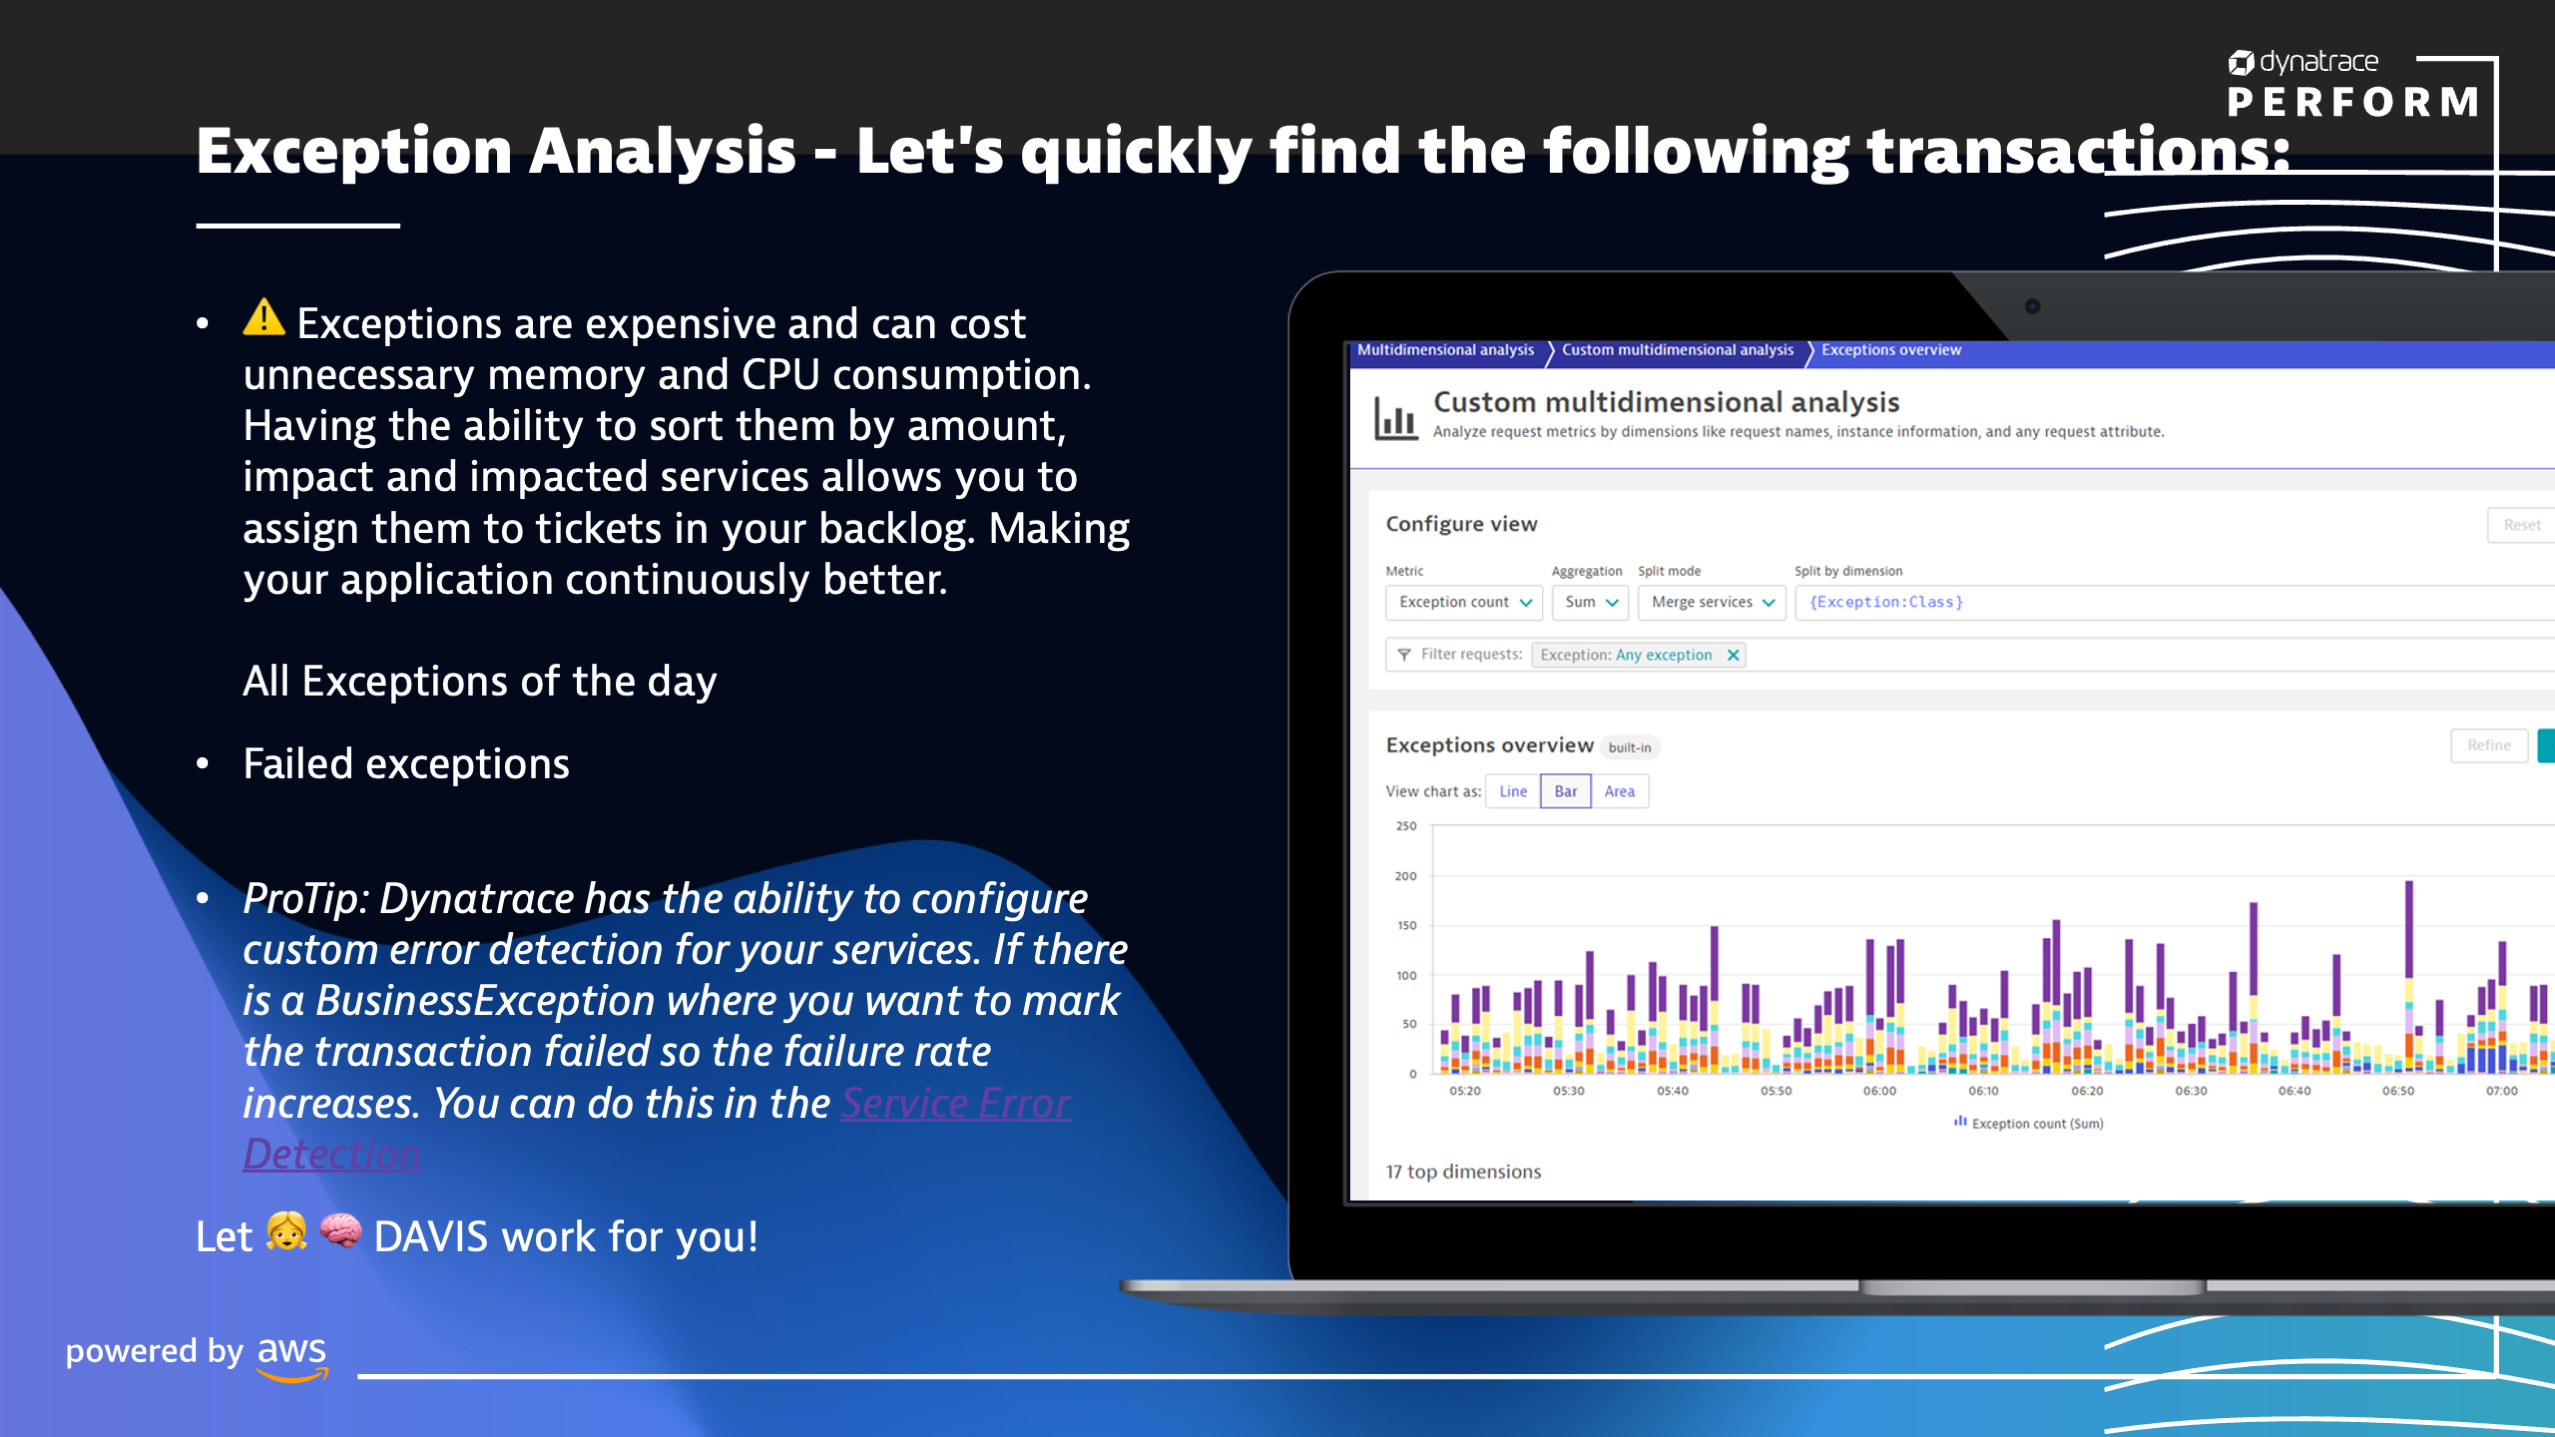 dynatrace
PERFORM
Exception Analysis - Let's quickly find the following transactions:
• ⚠️ Exceptions are expensive and can cost
unnecessary memory and CPU consumption.
Having the ability to sort them by amount,
impact and impacted services allows you to
assign them to tickets in your backlog. Making
your application continuously better.
All Exceptions of the day
• Failed exceptions
• ProTip: Dynatrace has the ability to configure
custom error detection for your services. If there
is a BusinessException where you want to mark
the transaction failed so the failure rate
increases. You can do this in the Service Error
Detection
Let 👧 🧠 DAVIS work for you!
powered by aws
Multidimensional analysis Custom multidimensional analysis Exceptions overview
Custom multidimensional analysis
Analyze request metrics by dimensions like request names, instance information, and any request attribute.
Configure view
Reset
Metric Aggregation Split mode Split by dimension
Exception count Sum Merge services {Exception:Class}
Filter requests: Exception: Any exception ✕
Exceptions overview built-in
Refine
View chart as: Line Bar Area
250
200
150
100
50
0
05:20 05:30 05:40 05:50 06:00 06:10 06:20 06:30 06:40 06:50 07:00
Exception count (Sum)
17 top dimensions